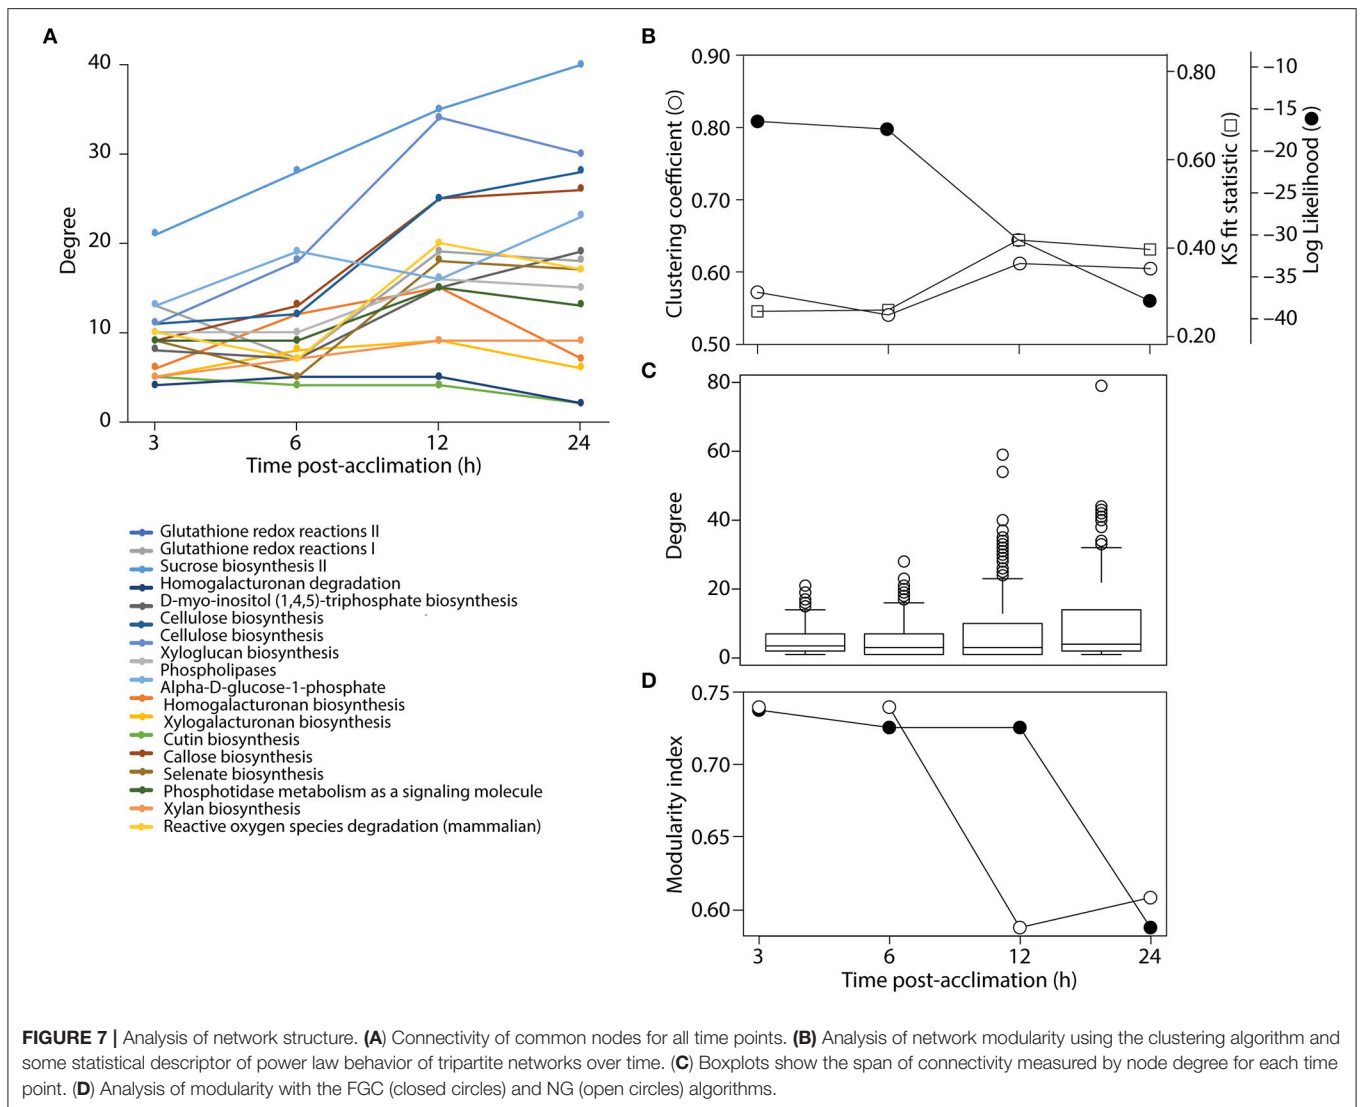 A
40
30
20
10
0
Degree
3
6
12
24
Time post-acclimation (h)
Glutathione redox reactions II
Glutathione redox reactions I
Sucrose biosynthesis II
Homogalacturonan degradation
D-myo-inositol (1,4,5)-triphosphate biosynthesis
Cellulose biosynthesis
Cellulose biosynthesis
Xyloglucan biosynthesis
Phospholipases
Alpha-D-glucose-1-phosphate
Homogalacturonan biosynthesis
Xylogalacturonan biosynthesis
Cutin biosynthesis
Callose biosynthesis
Selenate biosynthesis
Phosphotidase metabolism as a signaling molecule
Xylan biosynthesis
Reactive oxygen species degradation (mammalian)
B
0.90
0.80
0.70
0.60
0.50
Clustering coefficient (○)
0.80
0.60
0.40
0.20
KS fit statistic (□)
−10
−15
−20
−25
−30
−35
−40
Log Likelihood (●)
C
80
60
40
20
0
Degree
D
0.75
0.70
0.65
0.60
Modularity index
3
6
12
24
Time post-acclimation (h)
FIGURE 7 | Analysis of network structure. (A) Connectivity of common nodes for all time points. (B) Analysis of network modularity using the clustering algorithm and
some statistical descriptor of power law behavior of tripartite networks over time. (C) Boxplots show the span of connectivity measured by node degree for each time
point. (D) Analysis of modularity with the FGC (closed circles) and NG (open circles) algorithms.